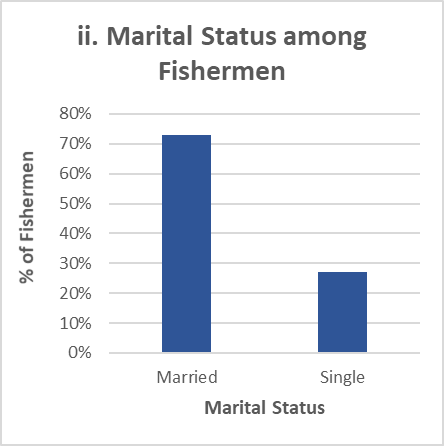 ii. Marital Status among
Fishermen
80%
70%
60%
50%
40%
30%
20%
10%
0%
% of Fishermen
Married Single
Marital Status